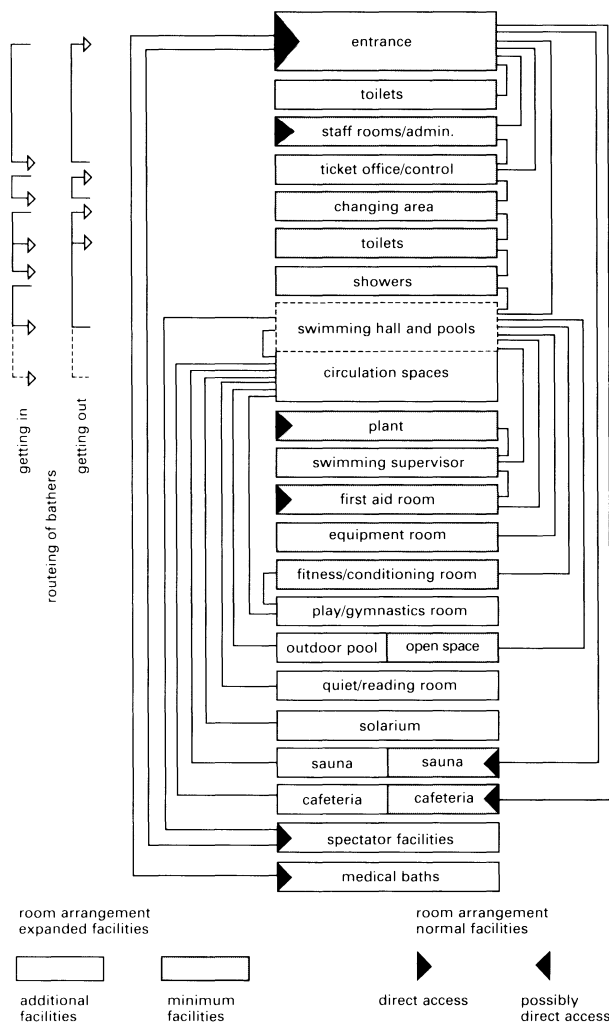 entrance
toilets
staff rooms/admin.
ticket office/control
changing area
toilets
showers
swimming hall and pools
circulation spaces
plant
swimming supervisor
first aid room
equipment room
fitness/conditioning room
play/gymnastics room
outdoor pool open space
quiet/reading room
solarium
sauna sauna
cafeteria cafeteria
spectator facilities
medical baths
getting in
getting out
routeing of bathers
room arrangement
expanded facilities
room arrangement
normal facilities
additional
facilities
minimum
facilities
direct access
possibly
direct access